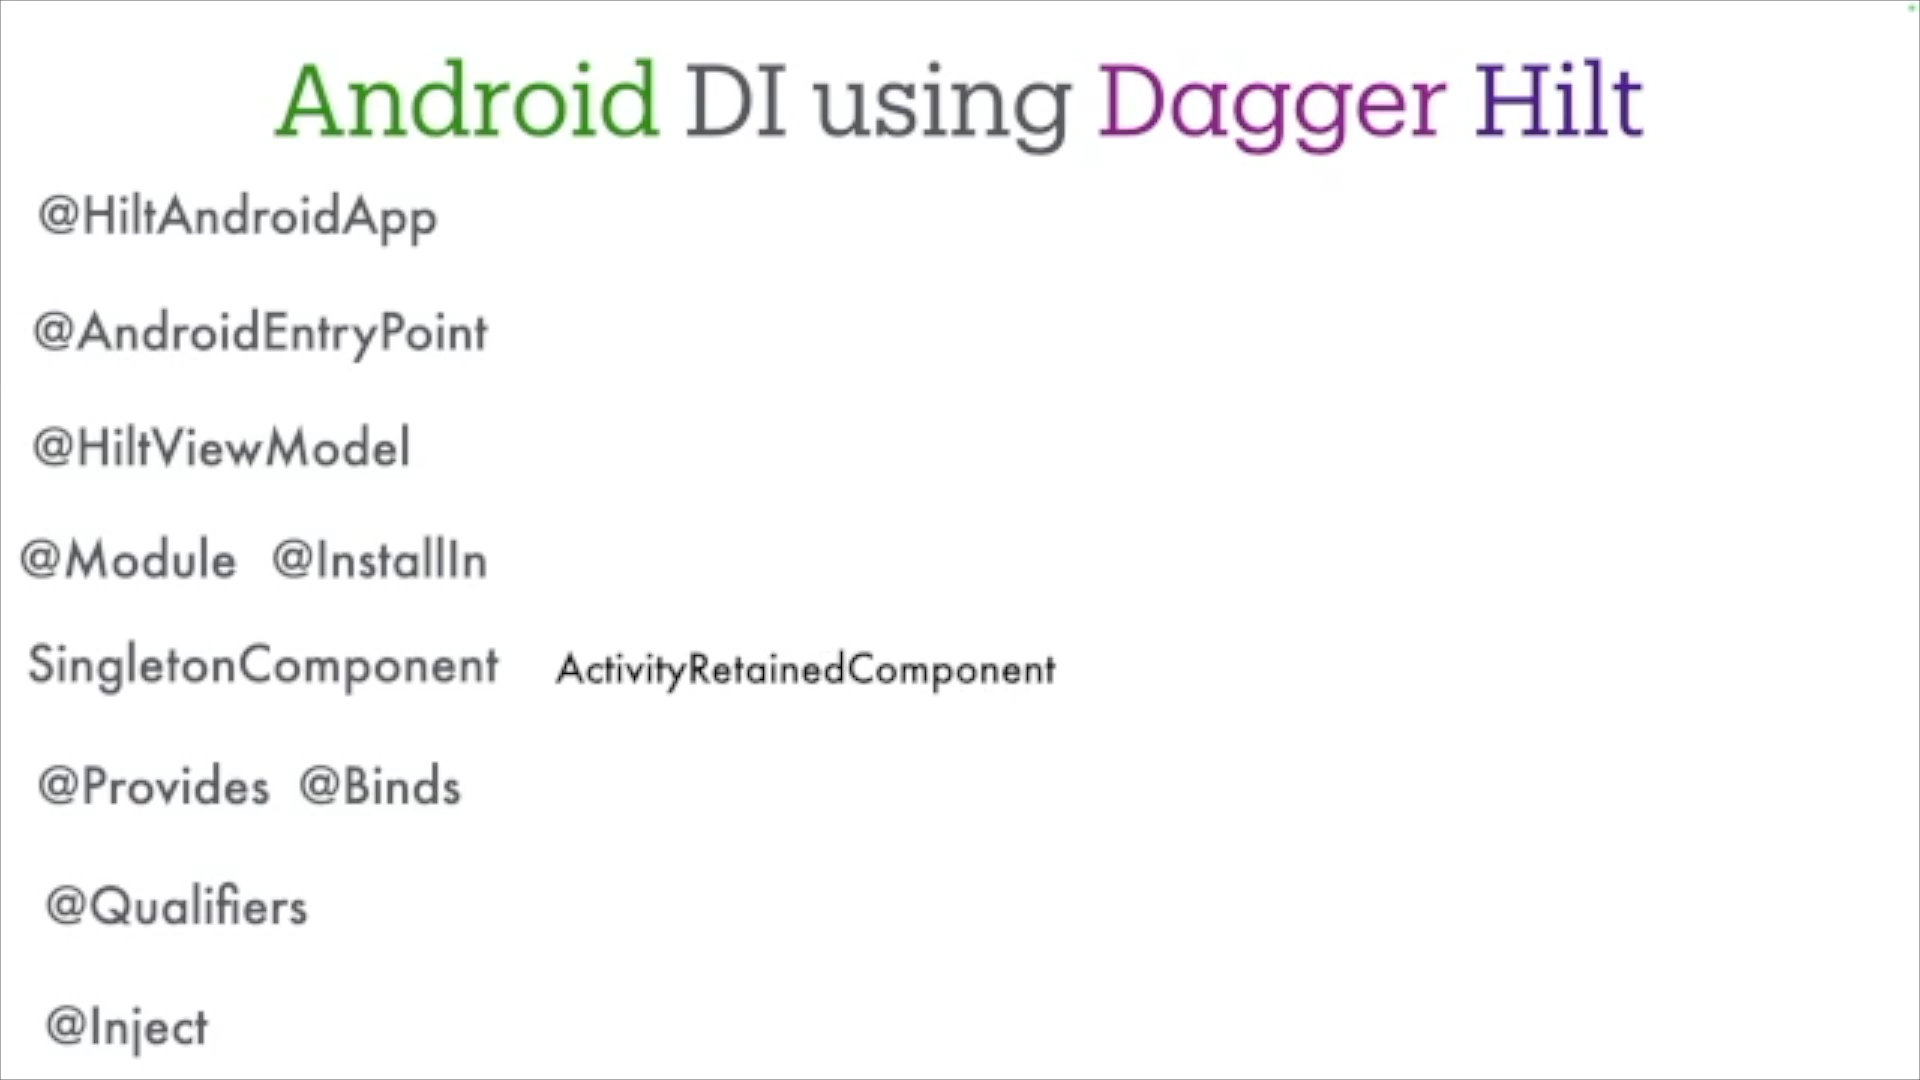 Android DI using Dagger Hilt
@HiltAndroidApp
@AndroidEntryPoint
@HiltViewModel
@Module @InstallIn
SingletonComponent ActivityRetainedComponent
@Provides @Binds
@Qualifiers
@Inject